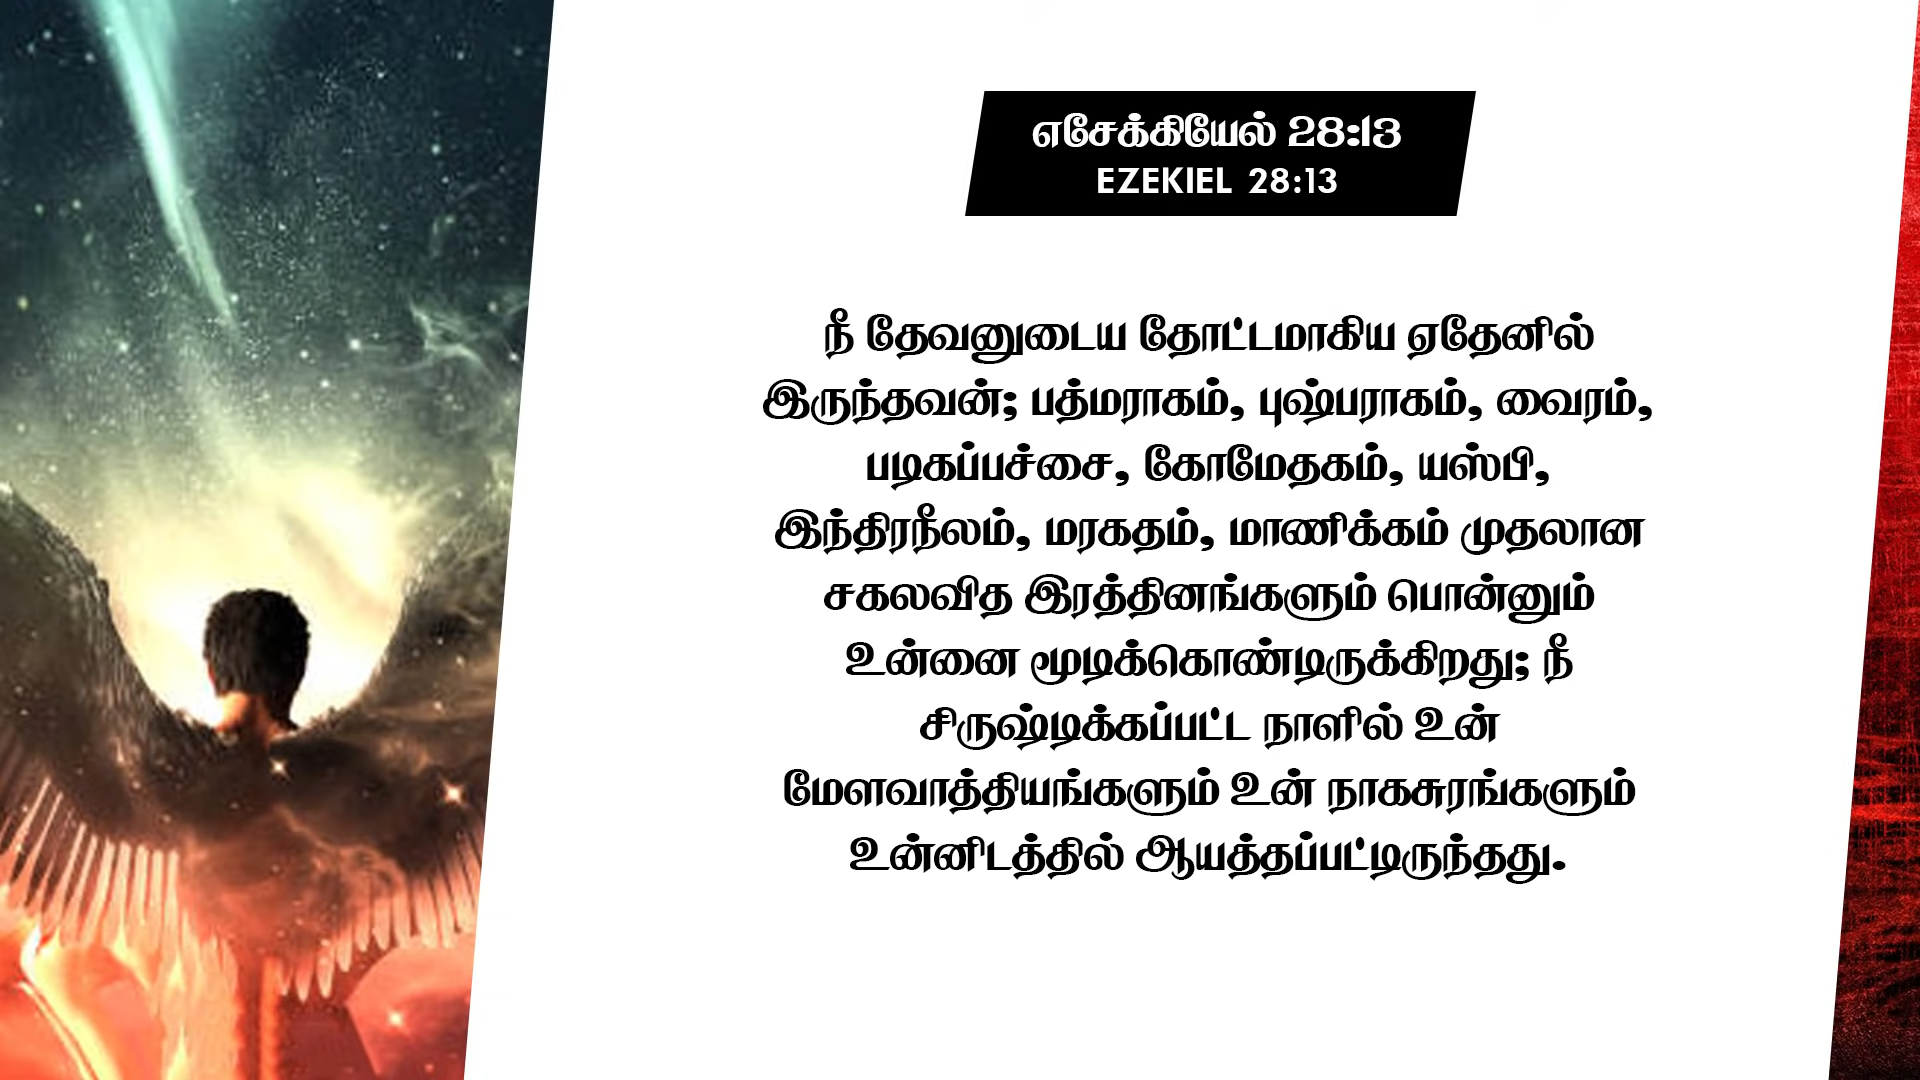 எசேக்கியேல் 28:13
EZEKIEL 28:13
நீ தேவனுடைய தோட்டமாகிய ஏதேனில்
இருந்தவன்; பத்மராகம், புஷ்பராகம், வைரம்,
படிகப்பச்சை, கோமேதகம், யஸ்பி,
இந்திரநீலம், மரகதம், மாணிக்கம் முதலான
சகலவித இரத்தினங்களும் பொன்னும்
உன்னை மூடிக்கொண்டிருக்கிறது; நீ
சிருஷ்டிக்கப்பட்ட நாளில் உன்
மேளவாத்தியங்களும் உன் நாகசுரங்களும்
உன்னிடத்தில் ஆயத்தப்பட்டிருந்தது.